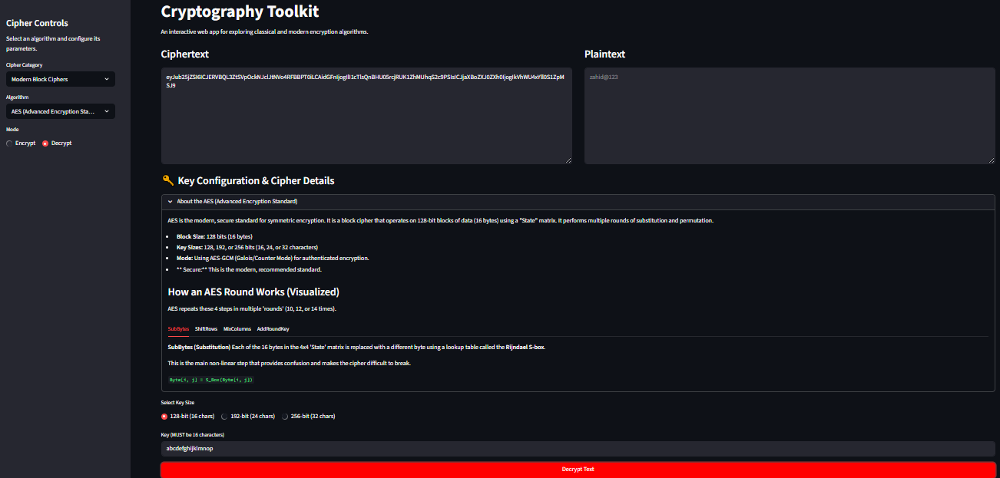 Cipher Controls
Select an algorithm and configure its
parameters.
Cipher Category
Modern Block Ciphers
Algorithm
AES (Advanced Encryption Sta...
Mode
Encrypt Decrypt
Cryptography Toolkit
An interactive web app for exploring classical and modern encryption algorithms.
Ciphertext
Plaintext
zahid@123
Key Configuration & Cipher Details
About the AES (Advanced Encryption Standard)
AES is the modern, secure standard for symmetric encryption. It is a block cipher that operates on 128-bit blocks of data (16 bytes) using a "State" matrix. It performs multiple rounds of substitution and permutation.
Block Size: 128 bits (16 bytes)
Key Sizes: 128, 192, or 256 bits (16, 24, or 32 characters)
Mode: Using AES-GCM (Galois/Counter Mode) for authenticated encryption.
** Secure:** This is the modern, recommended standard.
How an AES Round Works (Visualized)
AES repeats these 4 steps in multiple 'rounds' (10, 12, or 14 times).
SubBytes ShiftRows MixColumns AddRoundKey
SubBytes (Substitution) Each of the 16 bytes in the 4x4 'State' matrix is replaced with a different byte using a lookup table called the Rijndael S-box.
This is the main non-linear step that provides confusion and makes the cipher difficult to break.
Byte[i, j] = S_Box(Byte[i, j])
Select Key Size
128-bit (16 chars) 192-bit (24 chars) 256-bit (32 chars)
Key (MUST be 16 characters)
abcdefghijklmnop
Decrypt Text